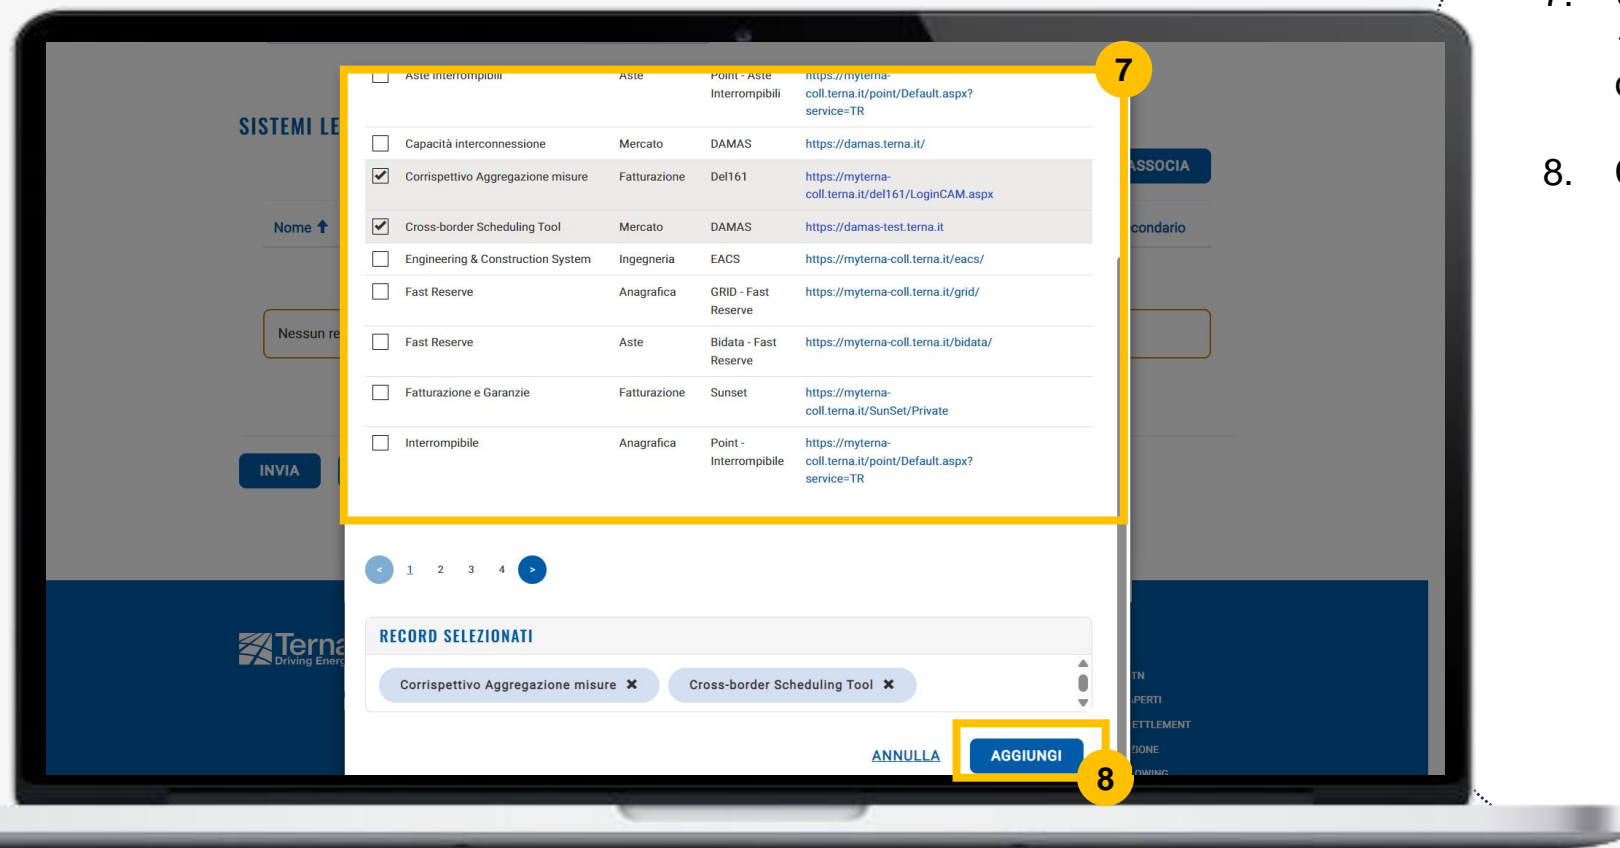 7.
7
Aste Interrompibili Aste Point - Aste https://myterna-
Interrompibili coll.terna.it/point/Default.aspx?
service=TR
SISTEMI LE
Capacità interconnessione Mercato DAMAS https://damas.terna.it/
ASSOCIA
8.
Corrispettivo Aggregazione misure Fatturazione Del161 https://myterna-
coll.terna.it/del161/LoginCAM.aspx
Nome
Cross-border Scheduling Tool Mercato DAMAS https://damas-test.terna.it
condario
Engineering & Construction System Ingegneria EACS https://myterna-coll.terna.it/eacs/
Fast Reserve Anagrafica GRID - Fast https://myterna-coll.terna.it/grid/
Reserve
Nessun re
Fast Reserve Aste Bidata - Fast https://myterna-coll.terna.it/bidata/
Reserve
Fatturazione e Garanzie Fatturazione Sunset https://myterna-
coll.terna.it/SunSet/Private
Interrompibile Anagrafica Point - https://myterna-
Interrompibile coll.terna.it/point/Default.aspx?
service=TR
INVIA
< 1 2 3 4 >
Terna
Driving Energ
RECORD SELEZIONATI
Corrispettivo Aggregazione misure ✖ Cross-border Scheduling Tool ✖
TN
APERTI
ETTLEMENT
ZIONE
OWING
ANNULLA AGGIUNGI
8